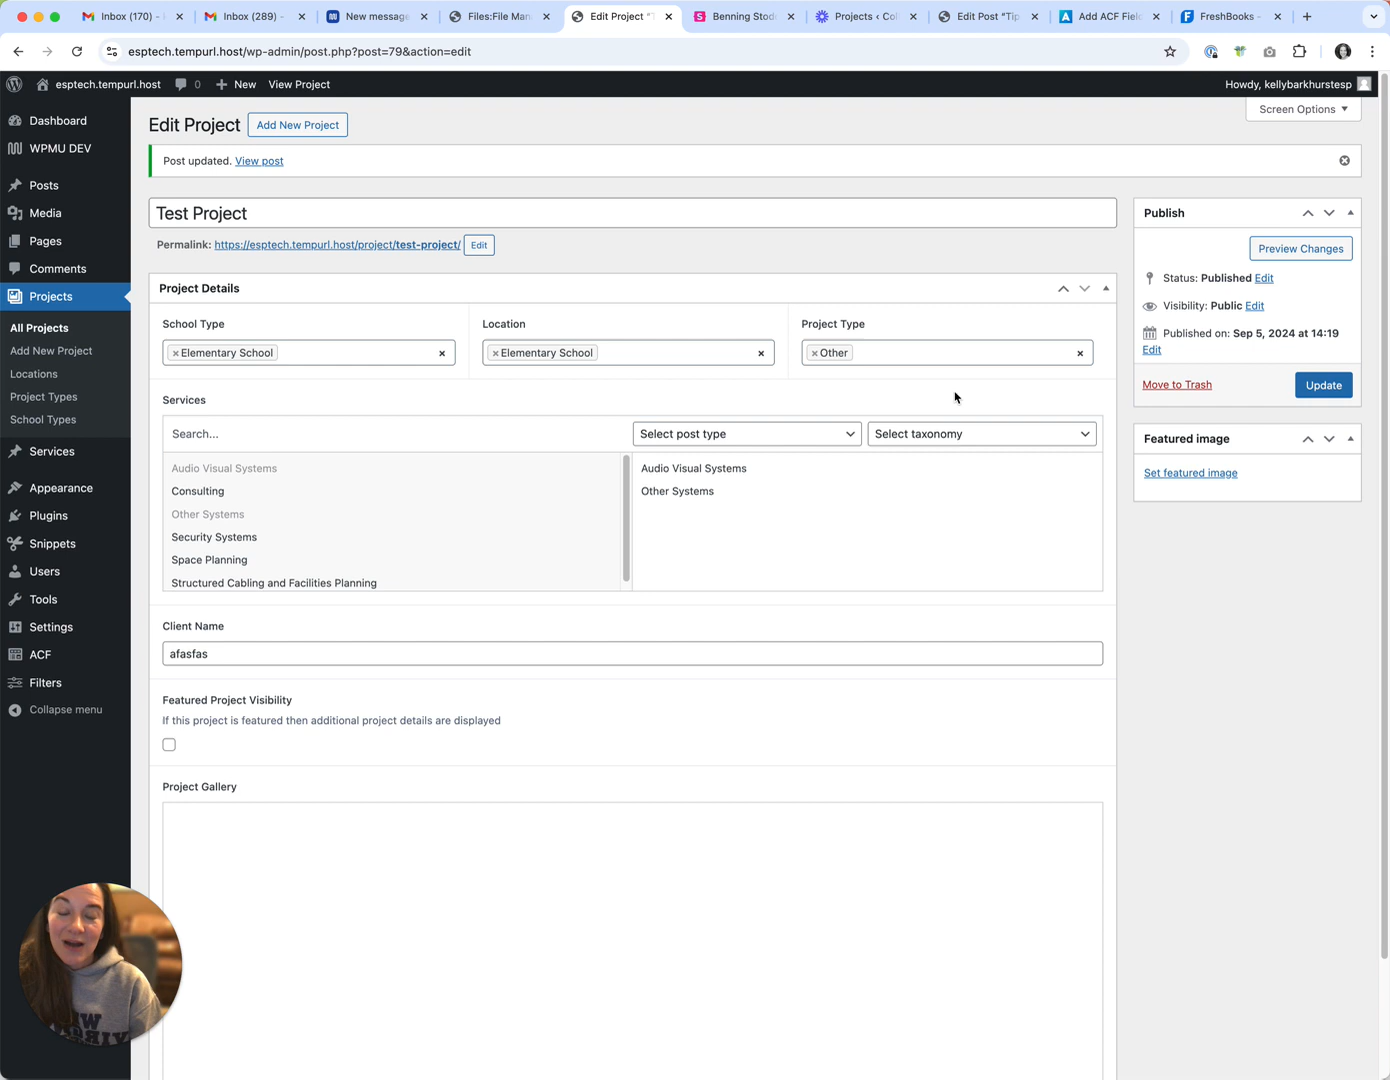 Inbox (170) -
Inbox (289) -
New message
Files:File Man
Edit Project "T
Benning Stod
Projects ‹ Col
Edit Post "Tip
Add ACF Field
FreshBooks -
esptech.tempurl.host/wp-admin/post.php?post=79&action=edit
esptech.tempurl.host
0
New
View Project
Howdy, kellybarkhurstesp
Screen Options
Dashboard
WPMU DEV
Posts
Media
Pages
Comments
Projects
All Projects
Add New Project
Locations
Project Types
School Types
Services
Appearance
Plugins
Snippets
Users
Tools
Settings
ACF
Filters
Collapse menu
Edit Project
Add New Project
Post updated. View post
Test Project
Permalink: https://esptech.tempurl.host/project/test-project/ Edit
Project Details
School Type
Location
Project Type
×Elementary School ×
×Elementary School ×
×Other ×
Services
Search...
Select post type
Select taxonomy
Audio Visual Systems
Consulting
Other Systems
Security Systems
Space Planning
Structured Cabling and Facilities Planning
Audio Visual Systems
Other Systems
Client Name
afasfas
Featured Project Visibility
If this project is featured then additional project details are displayed
Project Gallery
Publish
Preview Changes
Status: Published Edit
Visibility: Public Edit
Published on: Sep 5, 2024 at 14:19
Edit
Move to Trash
Update
Featured image
Set featured image